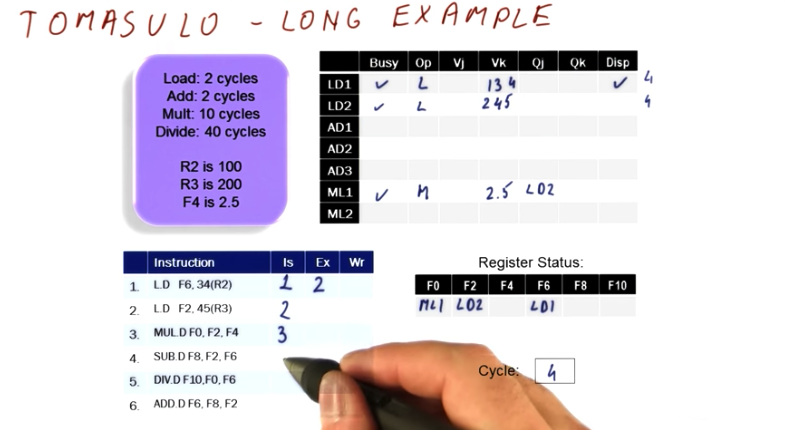 TOMASULO - LONG EXAMPLE
Load: 2 cycles
Add: 2 cycles
Mult: 10 cycles
Divide: 40 cycles
R2 is 100
R3 is 200
F4 is 2.5
Busy Op Vj Vk Qj Qk Disp
LD1 ✓ L 134 ✓ 4
LD2 ✓ L 245 4
AD1
AD2
AD3
ML1 ✓ M 2.5 LD2
ML2
Instruction Is Ex Wr
1. L.D F6, 34(R2) 1 2
2. L.D F2, 45(R3) 2
3. MUL.D F0, F2, F4 3
4. SUB.D F8, F2, F6
5. DIV.D F10,F0, F6
6. ADD.D F6, F8, F2
Register Status:
F0 F2 F4 F6 F8 F10
ML1 LD2 LD1
Cycle: 4